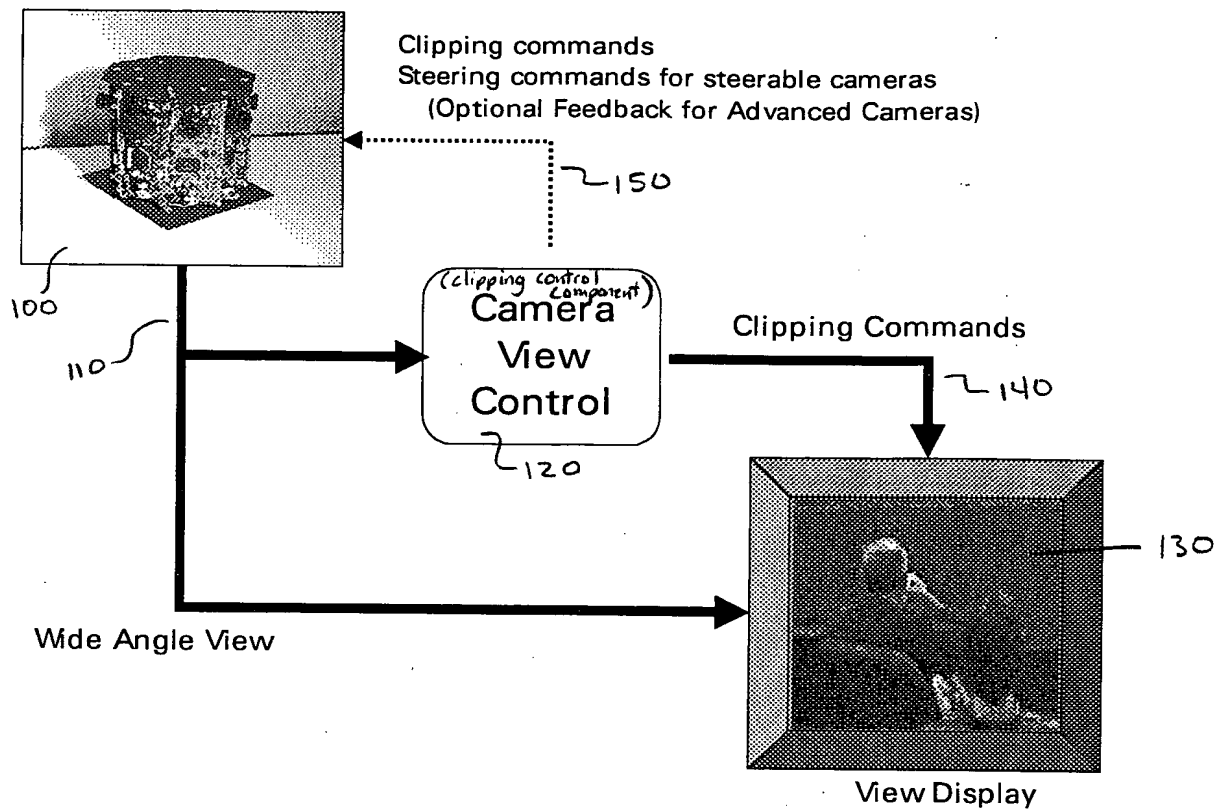 Clipping commands
Steering commands for steerable cameras
(Optional Feedback for Advanced Cameras)
150
100
110
(clipping control
component)
Camera
View
Control
120
Clipping Commands
140
130
Wide Angle View
View Display